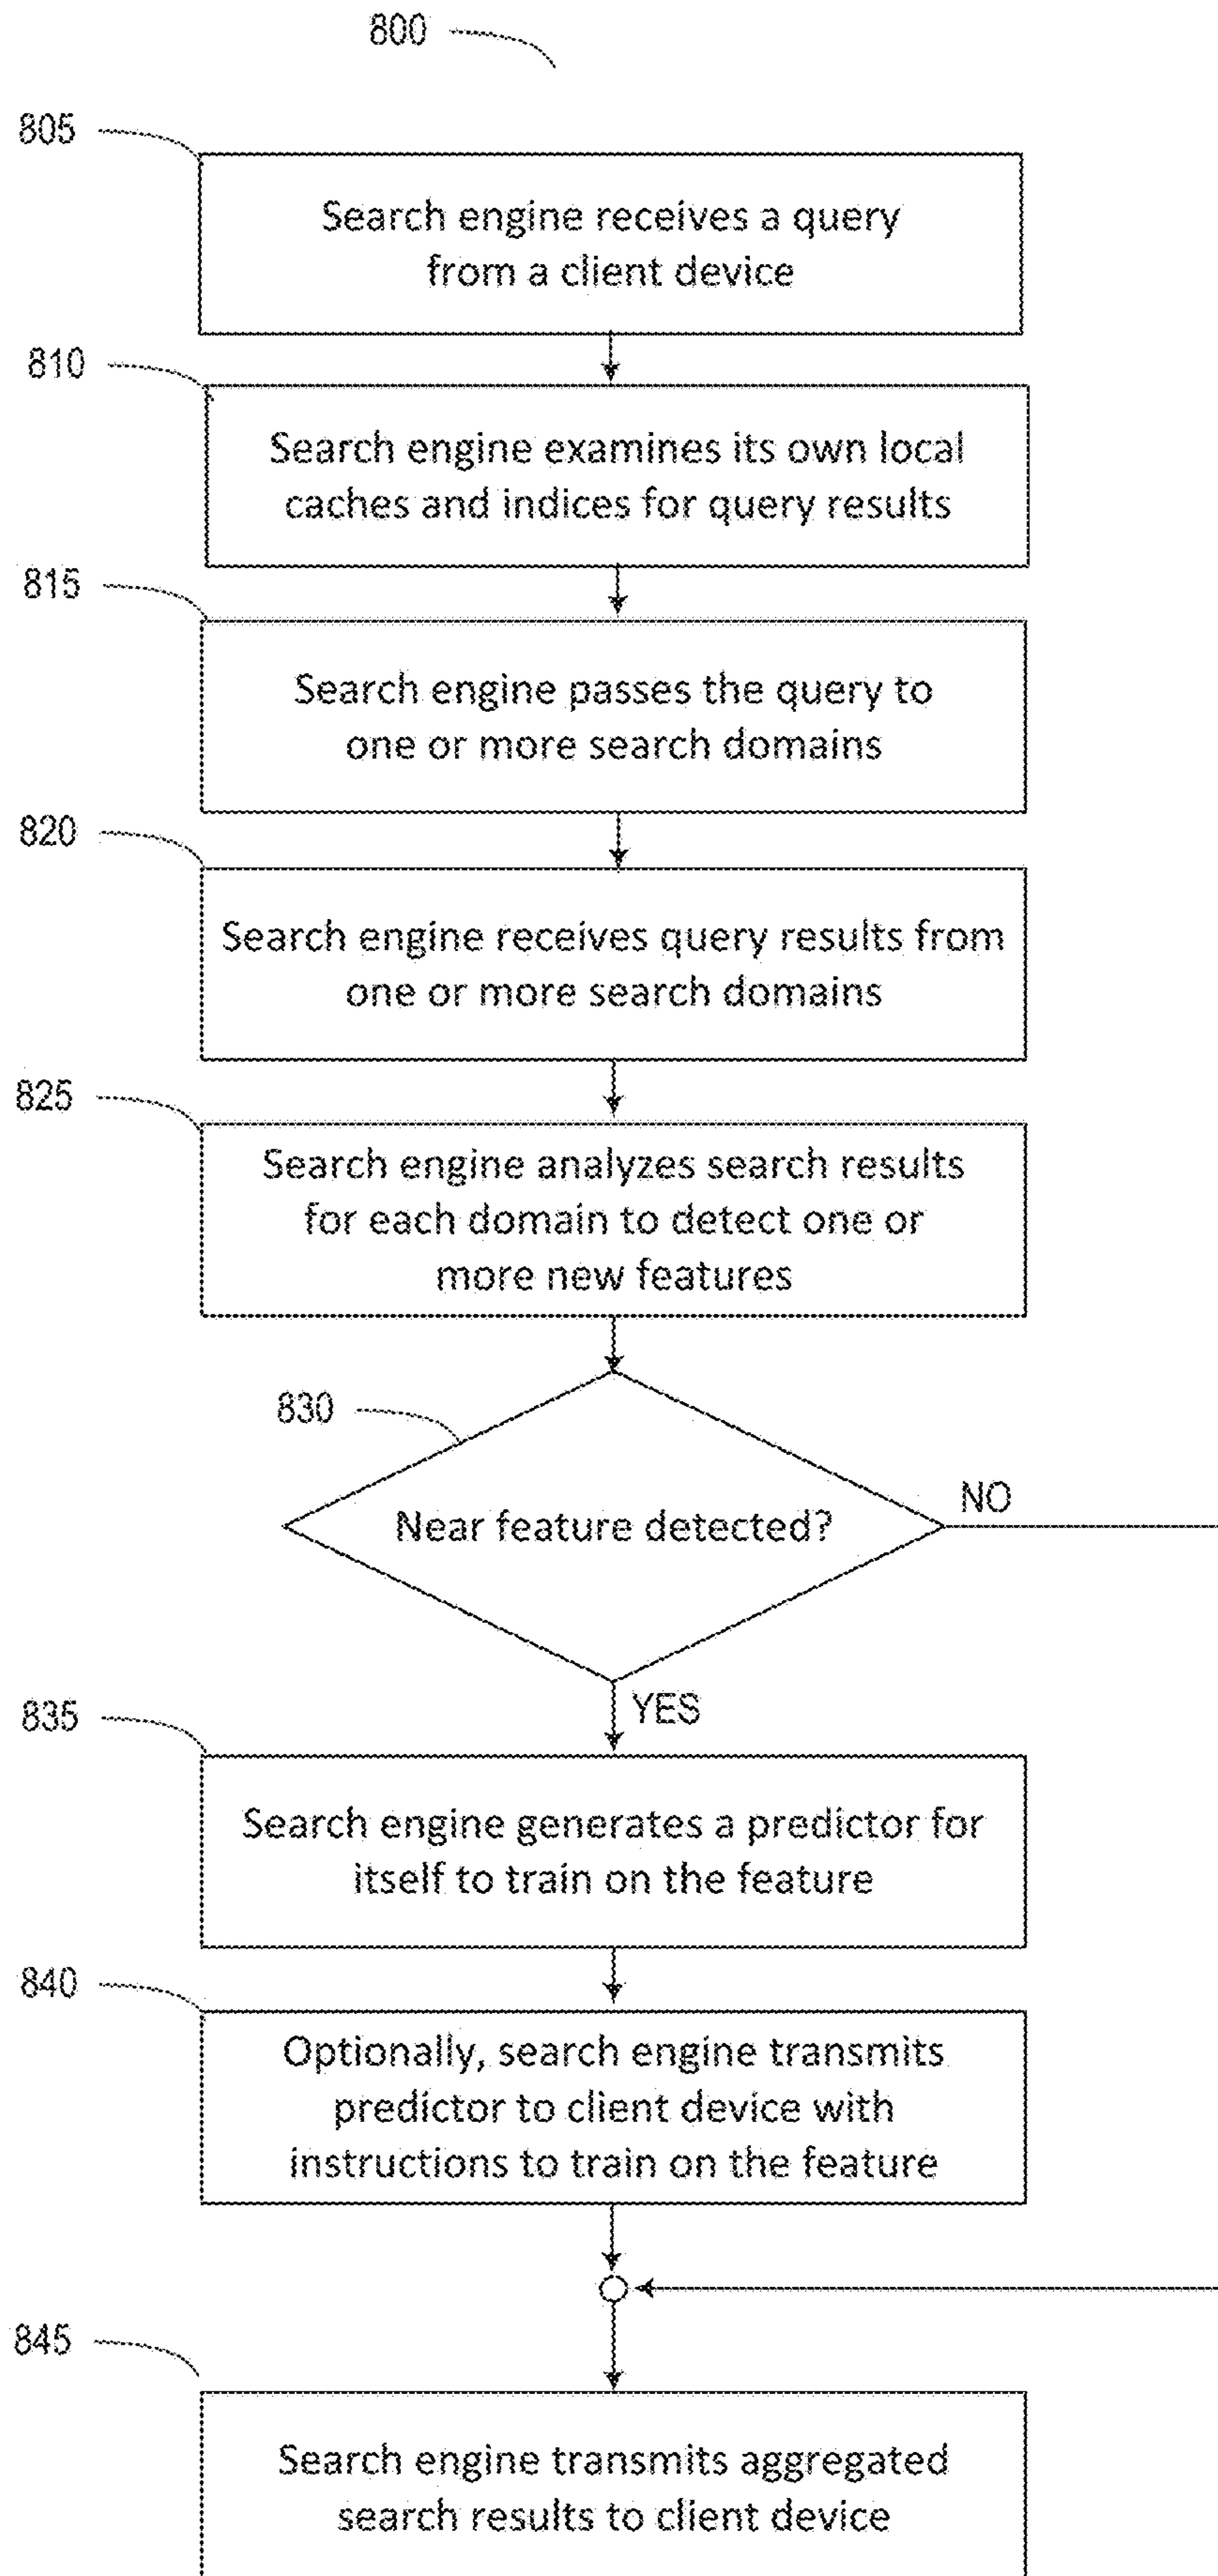 800
805
Search engine receives a query
from a client device
810
Search engine examines its own local
caches and indices for query results
815
Search engine passes the query to
one or more search domains
820
Search engine receives query results from
one or more search domains
825
Search engine analyzes search results
for each domain to detect one or
more new features
830
Near feature detected?
NO
YES
835
Search engine generates a predictor for
itself to train on the feature
840
Optionally, search engine transmits
predictor to client device with
instructions to train on the feature
845
Search engine transmits aggregated
search results to client device